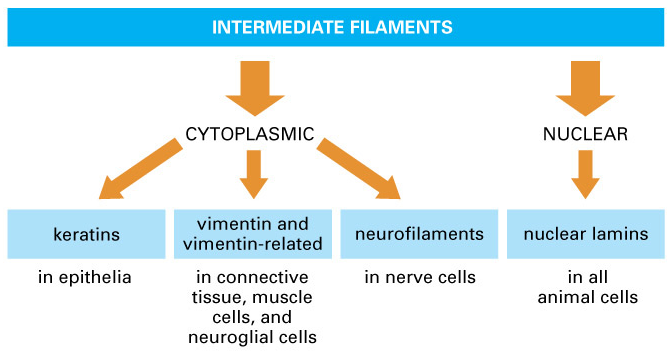 INTERMEDIATE FILAMENTS
CYTOPLASMIC
NUCLEAR
keratins
vimentin and
vimentin-related
neurofilaments
nuclear lamins
in epithelia
in connective
tissue, muscle
cells, and
neuroglial cells
in nerve cells
in all
animal cells